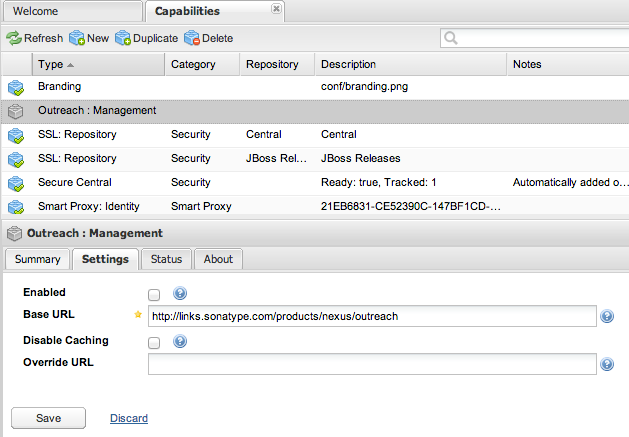 Welcome Capabilities
Refresh New Duplicate Delete
Type Category Repository Description Notes
Branding conf/branding.png
Outreach : Management
SSL: Repository Security Central Central
SSL: Repository Security JBoss Rel... JBoss Releases
Secure Central Security Ready: true, Tracked: 1 Automatically added o...
Smart Proxy: Identity Smart Proxy 21EB6831-CE52390C-147BF1CD-...
Outreach : Management
Summary Settings Status About
Enabled
Base URL http://links.sonatype.com/products/nexus/outreach
Disable Caching
Override URL
Save Discard